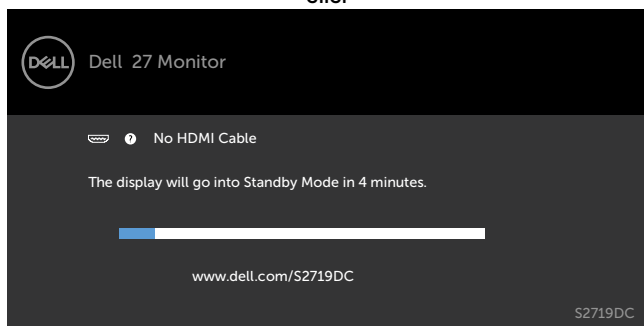 DELL Dell 27 Monitor
? No HDMI Cable
The display will go into Standby Mode in 4 minutes.
www.dell.com/S2719DC
S2719DC